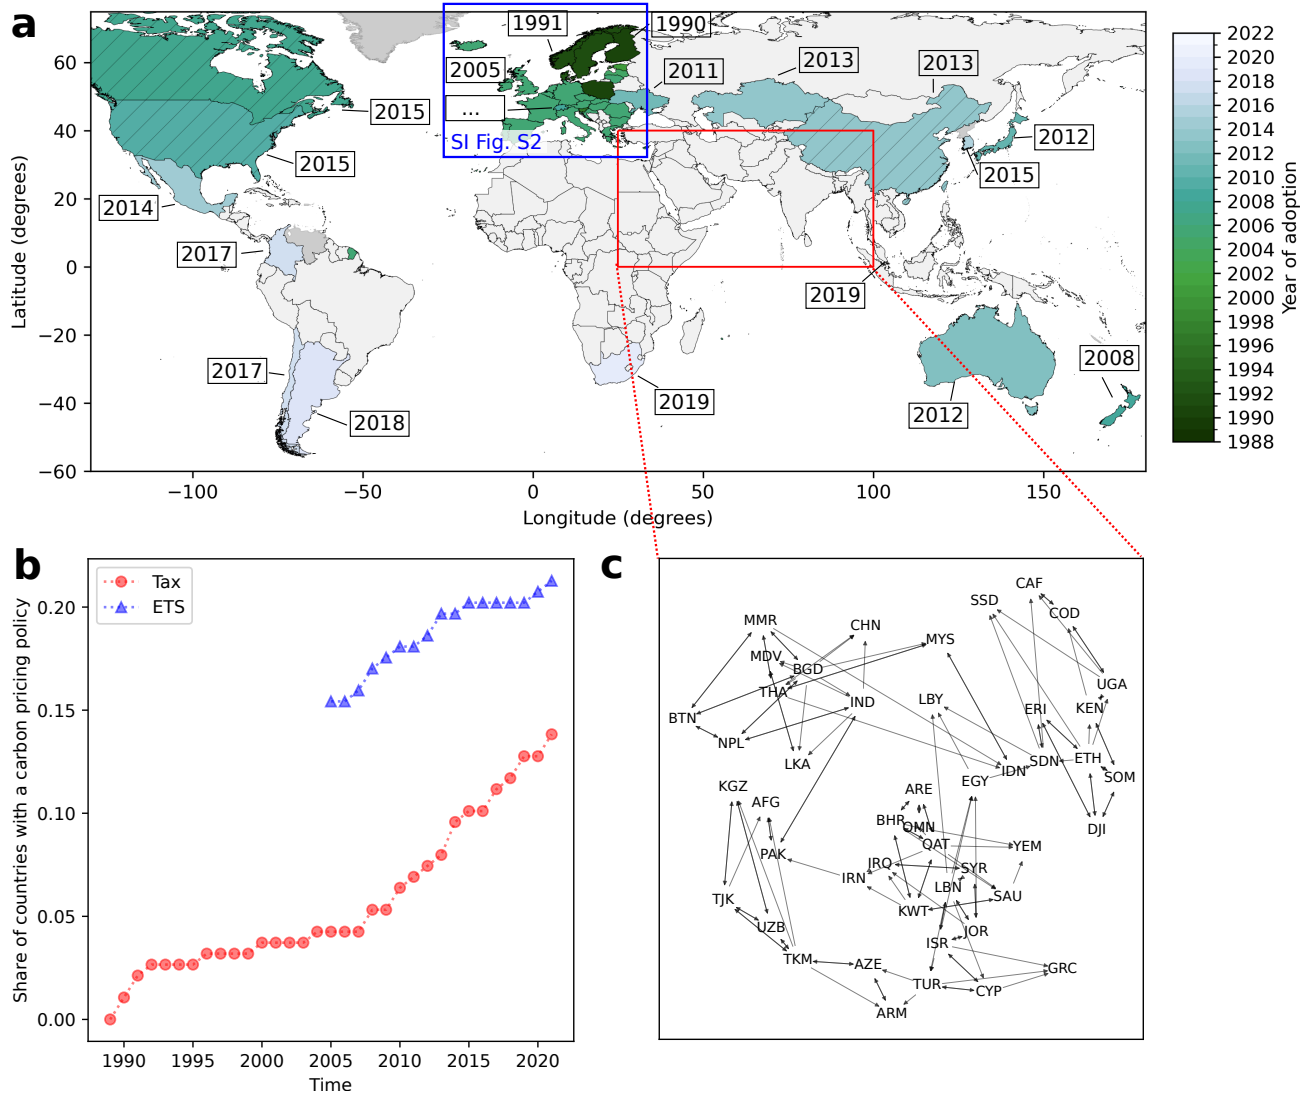 a
1991
1990
2005
...
SI Fig. S2
2011
2013
2013
2015
2015
2012
2015
2014
2017
2019
2017
2018
2019
2012
2008
60
40
20
0
−20
−40
−60
Latitude (degrees)
−100
−50
0
50
100
150
Longitude (degrees)
2022
2020
2018
2016
2014
2012
2010
2008
2006
2004
2002
2000
1998
1996
1994
1992
1990
1988
Year of adoption
b
Tax
ETS
0.20
0.15
0.10
0.05
0.00
Share of countries with a carbon pricing policy
1990
1995
2000
2005
2010
2015
2020
Time
c
CAF
SSD
COD
MMR
CHN
MYS
MDV
BGD
THA
UGA
IND
LBY
KEN
ERI
BTN
NPL
LKA
IDN
SDN
ETH
SOM
EGY
KGZ
AFG
ARE
BHR
OMN
DJI
QAT
YEM
PAK
IRQ
SYR
IRN
LBN
SAU
TJK
KWT
UZB
JOR
ISR
TKM
AZE
GRC
TUR
CYP
ARM